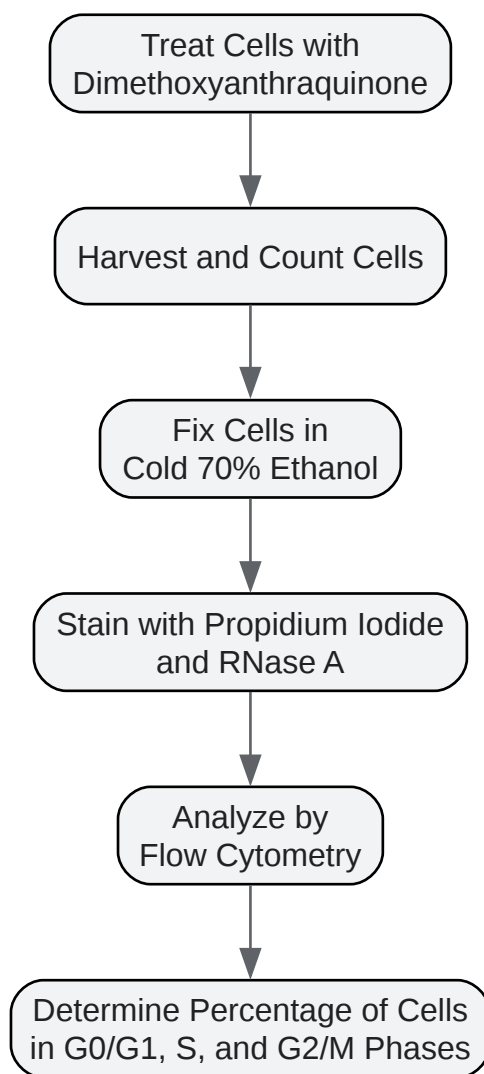 Treat Cells with
Dimethoxyanthraquinone
Harvest and Count Cells
Fix Cells in
Cold 70% Ethanol
Stain with Propidium Iodide
and RNase A
Analyze by
Flow Cytometry
Determine Percentage of Cells
in G0/G1, S, and G2/M Phases